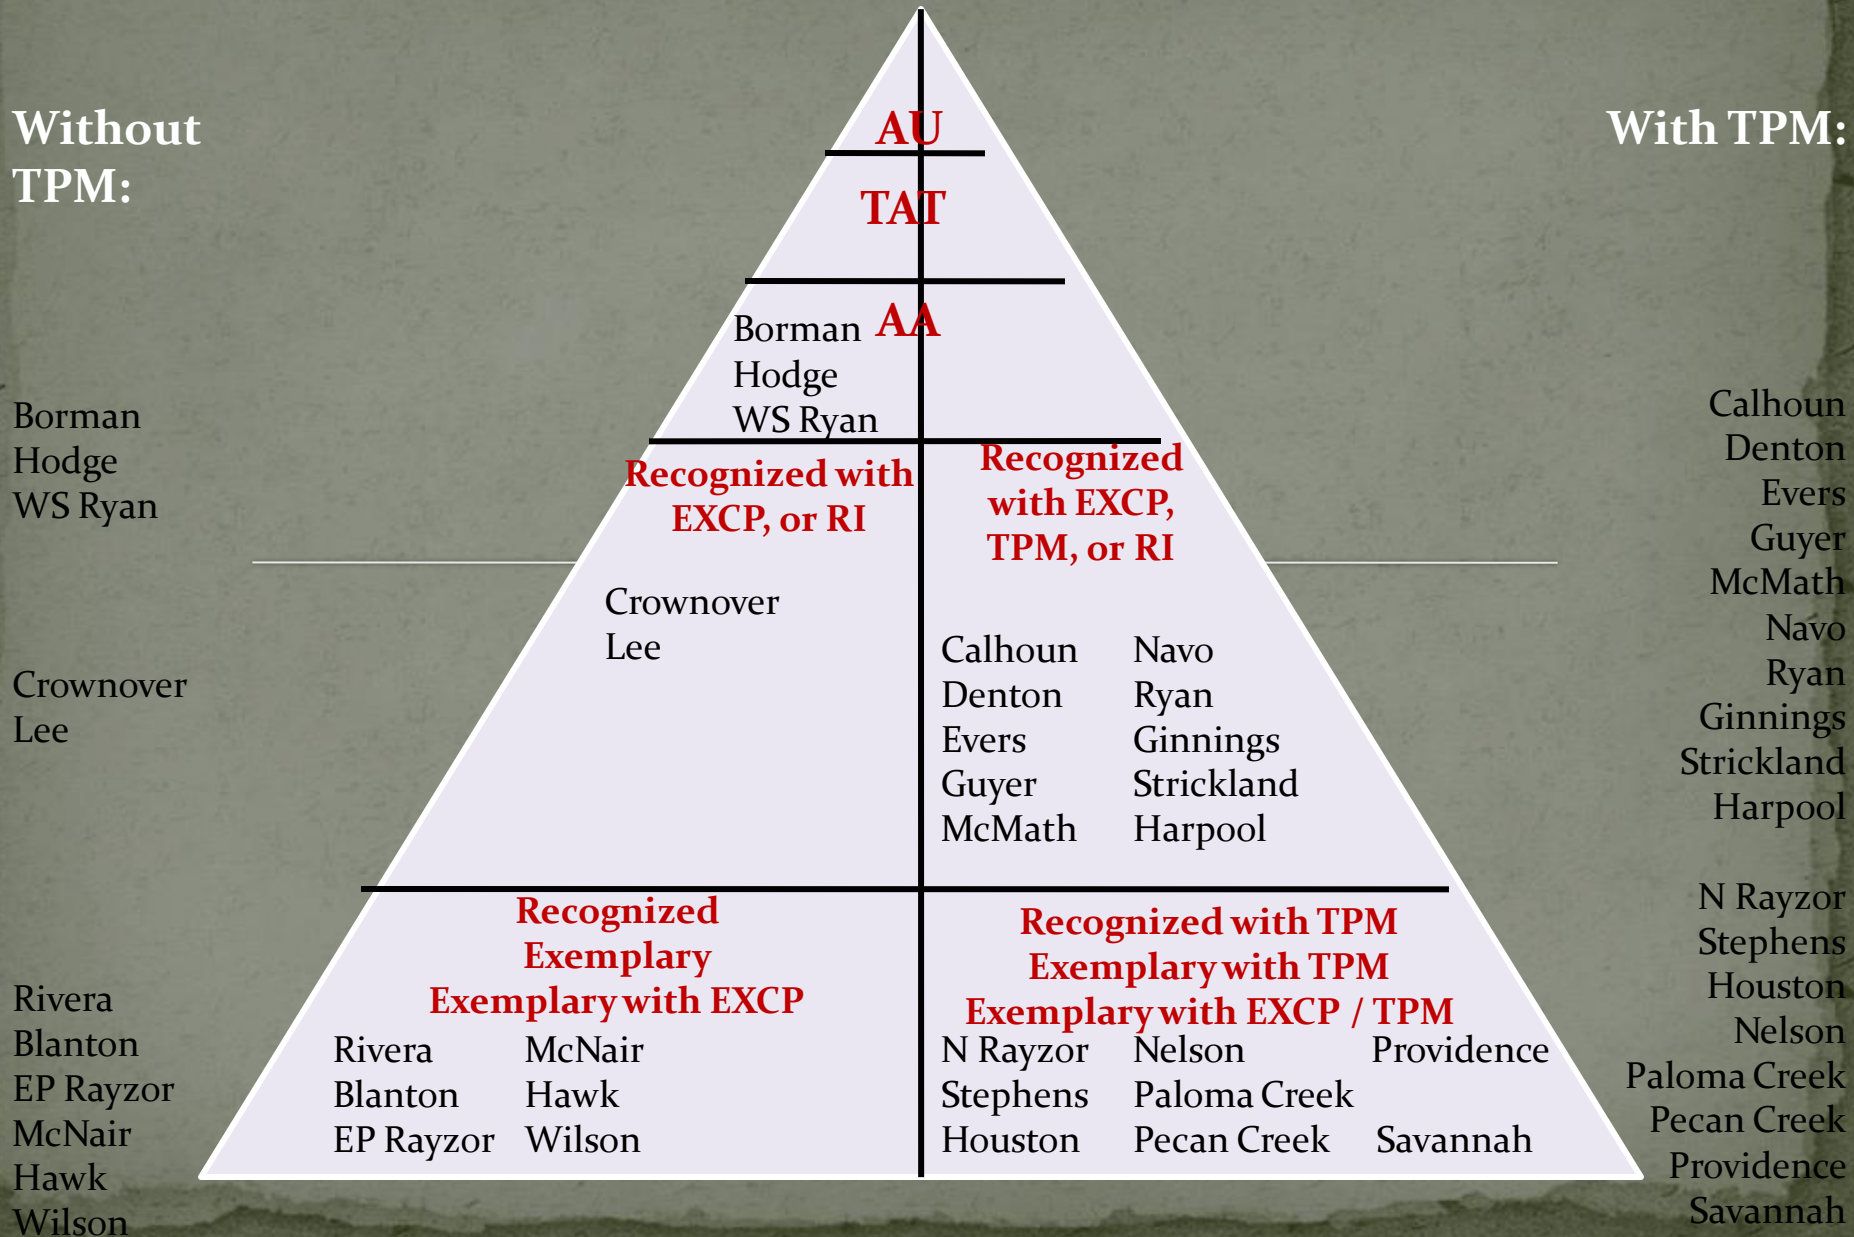 Without
TPM:
With TPM:
AU
TAT
AA
Borman
Hodge
WS Ryan
Borman
Hodge
WS Ryan
Crownover
Lee
Rivera
Blanton
EP Rayzor
McNair
Hawk
Wilson
Recognized with
EXCP, or RI
Crownover
Lee
Recognized
with EXCP,
TPM, or RI
Calhoun Navo
Denton Ryan
Evers Ginnings
Guyer Strickland
McMath Harpool
Recognized
Exemplary
Exemplary with EXCP
Rivera McNair
Blanton Hawk
EP Rayzor Wilson
Recognized with TPM
Exemplary with TPM
Exemplary with EXCP / TPM
N Rayzor Nelson Providence
Stephens Paloma Creek
Houston Pecan Creek Savannah
Calhoun
Denton
Evers
Guyer
McMath
Navo
Ryan
Ginnings
Strickland
Harpool
N Rayzor
Stephens
Houston
Nelson
Paloma Creek
Pecan Creek
Providence
Savannah